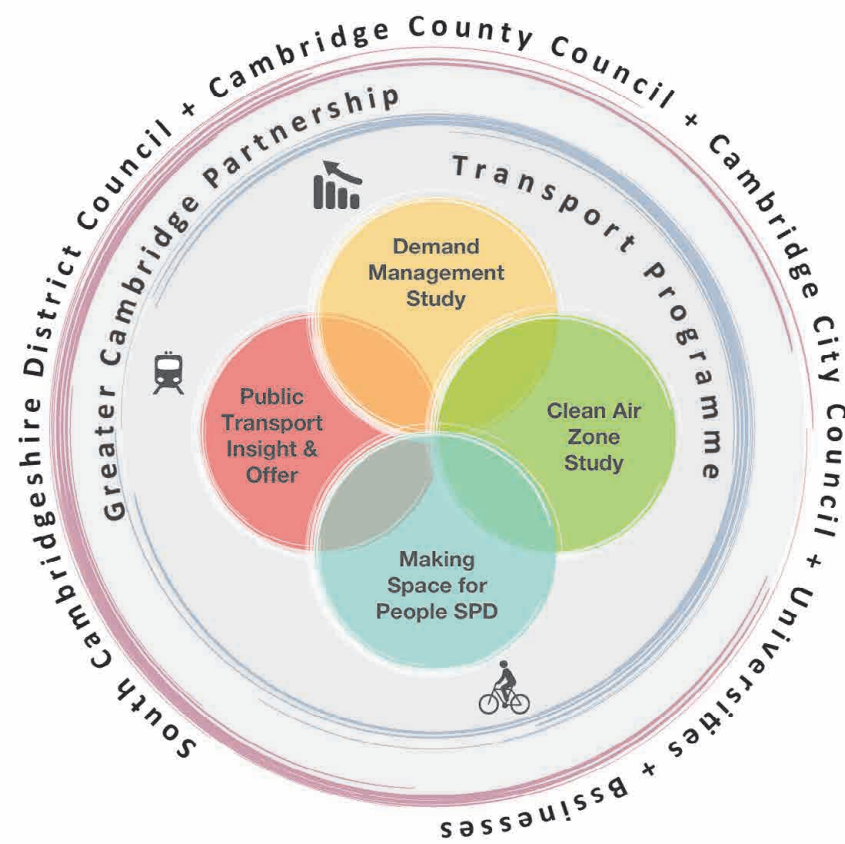 South Cambridgeshire District Council + Cambridge County Council + Cambridge City Council + Universities + Bssinesses
Greater Cambridge Partnership
Transport Programme
Demand
Management
Study
Public
Transport
Insight &
Offer
Clean Air
Zone
Study
Making
Space for
People SPD